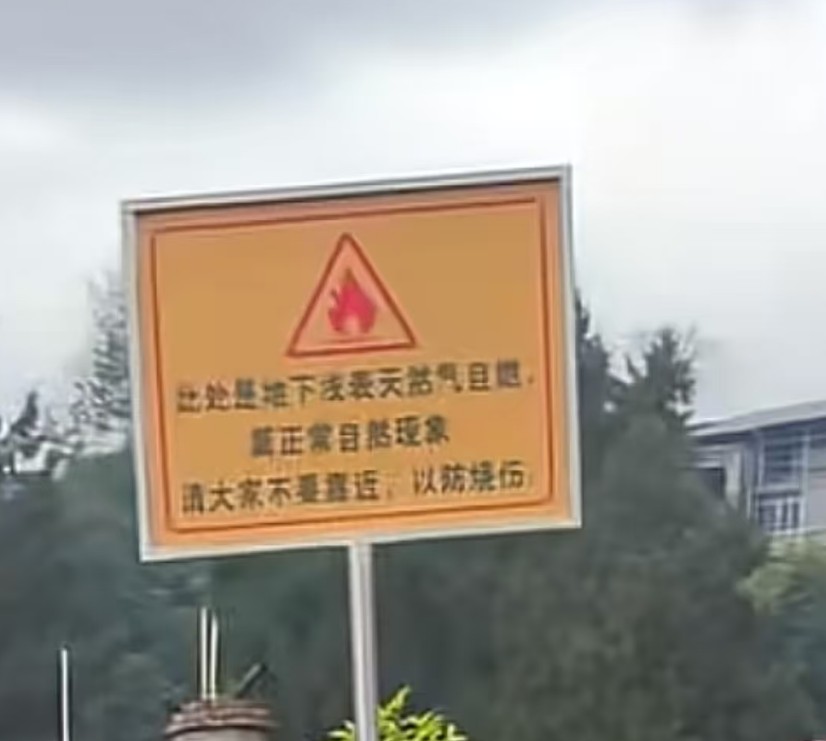 此处是地下浅表天然气自燃，
属正常自然现象
请大家不要靠近，以防烧伤